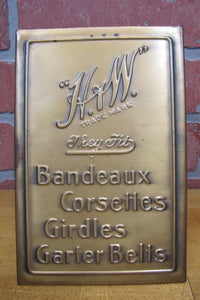 "H & W"
TRADE MARK
They Fit
Bandeaux
Corsettes
Girdles
Garter Belts